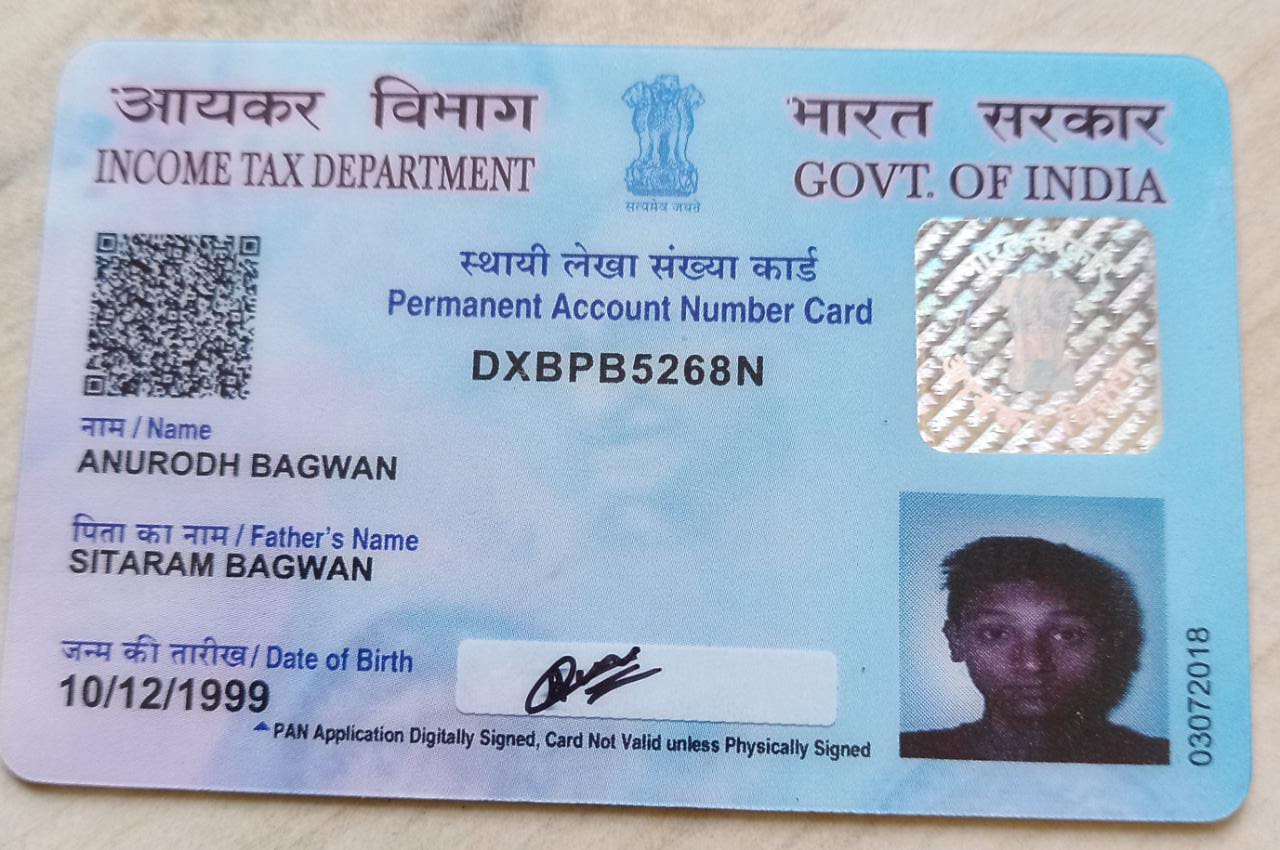 आयकर विभाग
INCOME TAX DEPARTMENT
सत्यमेव जयते
भारत सरकार
GOVT. OF INDIA
स्थायी लेखा संख्या कार्ड
Permanent Account Number Card
DXBPB5268N
नाम / Name
ANURODH BAGWAN
पिता का नाम / Father's Name
SITARAM BAGWAN
जन्म की तारीख / Date of Birth
10/12/1999
PAN Application Digitally Signed, Card Not Valid unless Physically Signed
03072018